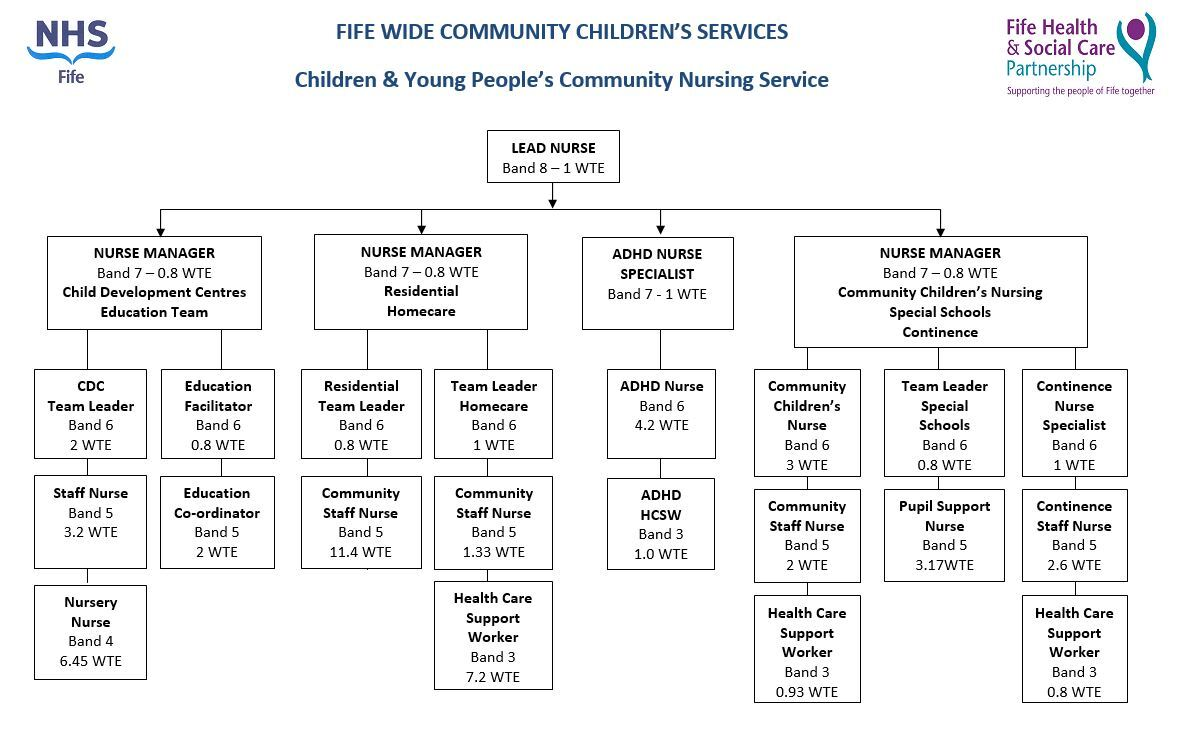 NHS
Fife
FIFE WIDE COMMUNITY CHILDREN’S SERVICES
Children & Young People’s Community Nursing Service
Fife Health
& Social Care
Partnership
Supporting the people of Fife together
LEAD NURSE
Band 8 – 1 WTE
NURSE MANAGER
Band 7 – 0.8 WTE
Child Development Centres
Education Team
NURSE MANAGER
Band 7 – 0.8 WTE
Residential
Homecare
ADHD NURSE
SPECIALIST
Band 7 - 1 WTE
NURSE MANAGER
Band 7 – 0.8 WTE
Community Children’s Nursing
Special Schools
Continence
CDC
Team Leader
Band 6
2 WTE
Education
Facilitator
Band 6
0.8 WTE
Residential
Team Leader
Band 6
0.8 WTE
Team Leader
Homecare
Band 6
1 WTE
ADHD Nurse
Band 6
4.2 WTE
Community
Children’s
Nurse
Band 6
3 WTE
Team Leader
Special
Schools
Band 6
0.8 WTE
Continence
Nurse
Specialist
Band 6
1 WTE
Staff Nurse
Band 5
3.2 WTE
Education
Co-ordinator
Band 5
2 WTE
Community
Staff Nurse
Band 5
11.4 WTE
Community
Staff Nurse
Band 5
1.33 WTE
ADHD
HCSW
Band 3
1.0 WTE
Community
Staff Nurse
Band 5
2 WTE
Pupil Support
Nurse
Band 5
3.17WTE
Continence
Staff Nurse
Band 5
2.6 WTE
Nursery
Nurse
Band 4
6.45 WTE
Health Care
Support
Worker
Band 3
7.2 WTE
Health Care
Support
Worker
Band 3
0.93 WTE
Health Care
Support
Worker
Band 3
0.8 WTE